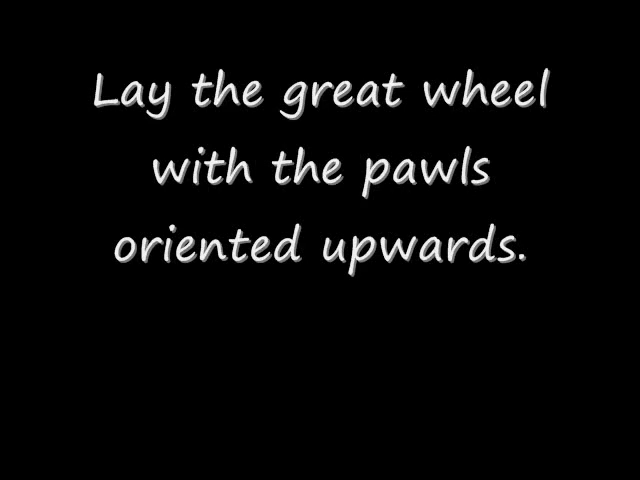 Lay the great wheel
with the pawls
oriented upwards.